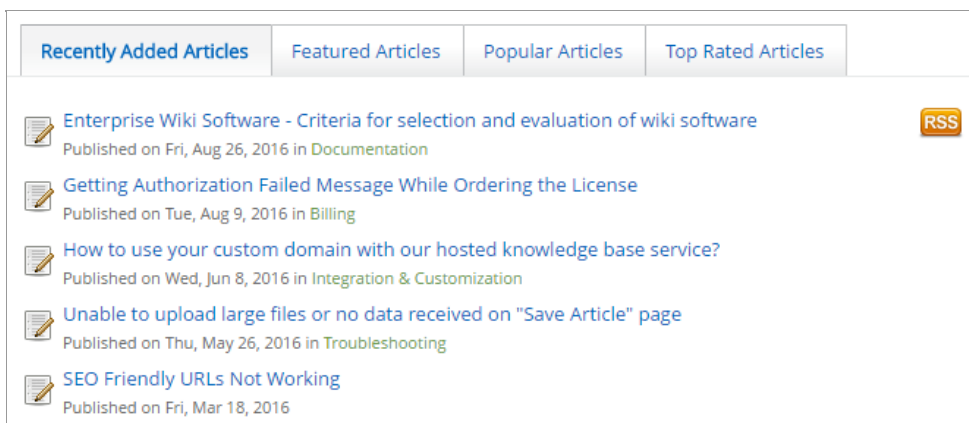 Recently Added Articles
Featured Articles
Popular Articles
Top Rated Articles
Enterprise Wiki Software - Criteria for selection and evaluation of wiki software
RSS
Published on Fri, Aug 26, 2016 in Documentation
Getting Authorization Failed Message While Ordering the License
Published on Tue, Aug 9, 2016 in Billing
How to use your custom domain with our hosted knowledge base service?
Published on Wed, Jun 8, 2016 in Integration & Customization
Unable to upload large files or no data received on "Save Article" page
Published on Thu, May 26, 2016 in Troubleshooting
SEO Friendly URLs Not Working
Published on Fri, Mar 18, 2016